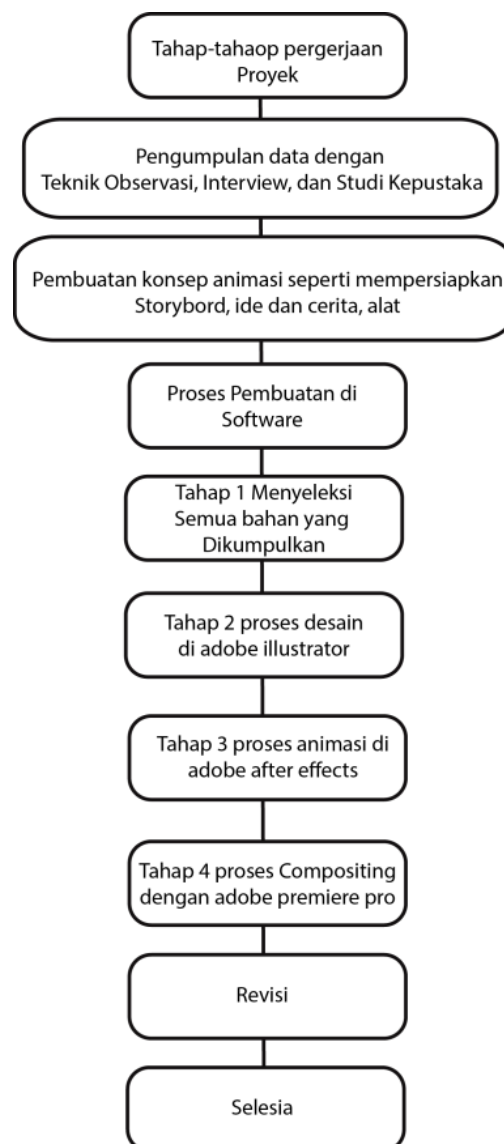 Tahap-tahaop pergerjaan
Proyek
Pengumpulan data dengan
Teknik Observasi, Interview, dan Studi Kepustaka
Pembuatan konsep animasi seperti mempersiapkan
Storybord, ide dan cerita, alat
Proses Pembuatan di
Software
Tahap 1 Menyeleksi
Semua bahan yang
Dikumpulkan
Tahap 2 proses desain
di adobe illustrator
Tahap 3 proses animasi di
adobe after effects
Tahap 4 proses Compositing
dengan adobe premiere pro
Revisi
Selesia